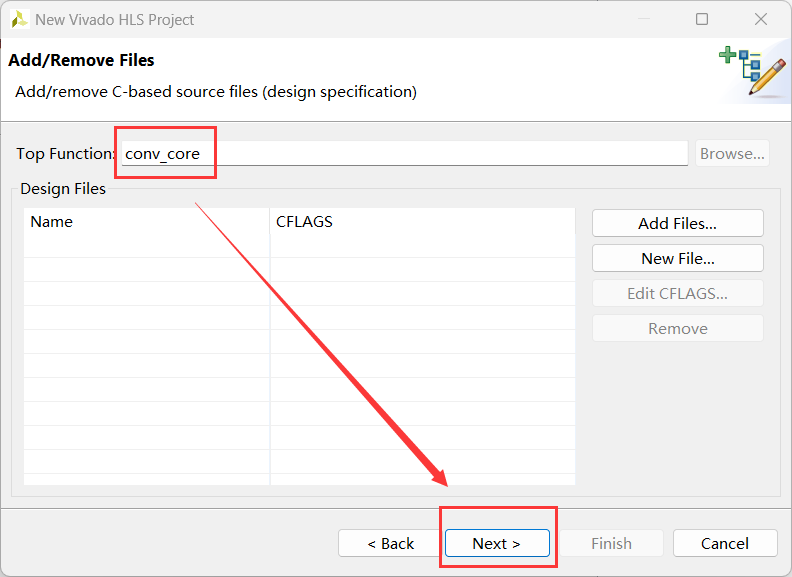 New Vivado HLS Project
Add/Remove Files
Add/remove C-based source files (design specification)
Top Function: conv_core Browse...
Design Files
Name CFLAGS
Add Files...
New File...
Edit CFLAGS...
Remove
< Back Next > Finish Cancel